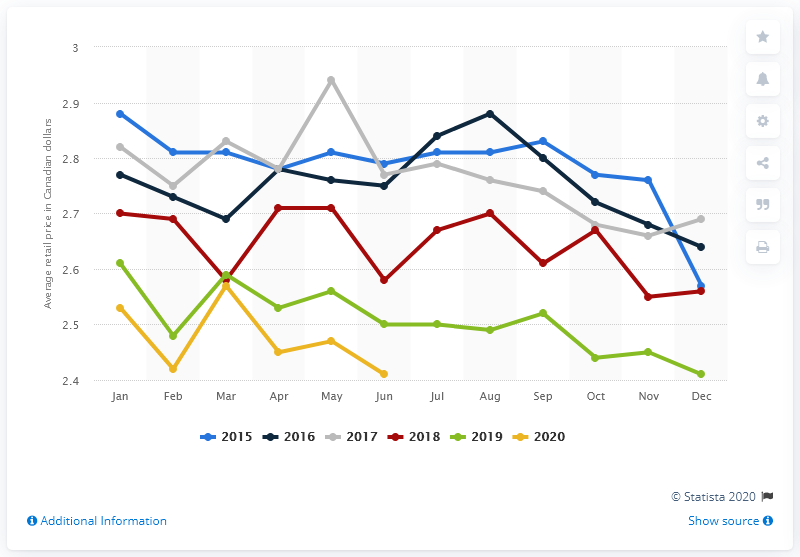 Average retail price in Canadian dollars
3
2.9
2.8
2.7
2.6
2.5
2.4
Jan Feb Mar Apr May Jun Jul Aug Sep Oct Nov Dec
2015 2016 2017 2018 2019 2020
© Statista 2020
Additional Information Show source